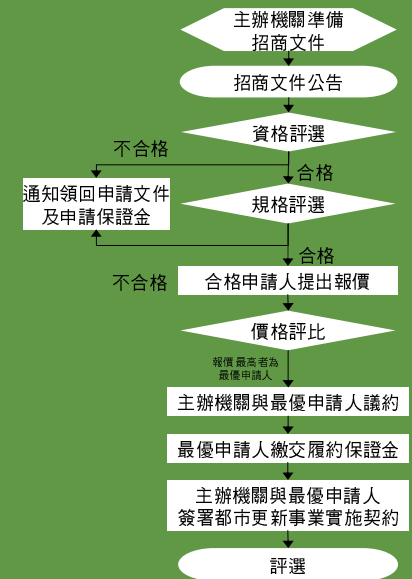 主辦機關準備
招商文件
招商文件公告
資格評選
不合格
合格
通知領回申請文件
及申請保證金
規格評選
合格
不合格
合格申請人提出報價
價格評比
報價最高者為
最優申請人
主辦機關與最優申請人議約
最優申請人繳交履約保證金
主辦機關與最優申請人
簽署都市更新事業實施契約
評選